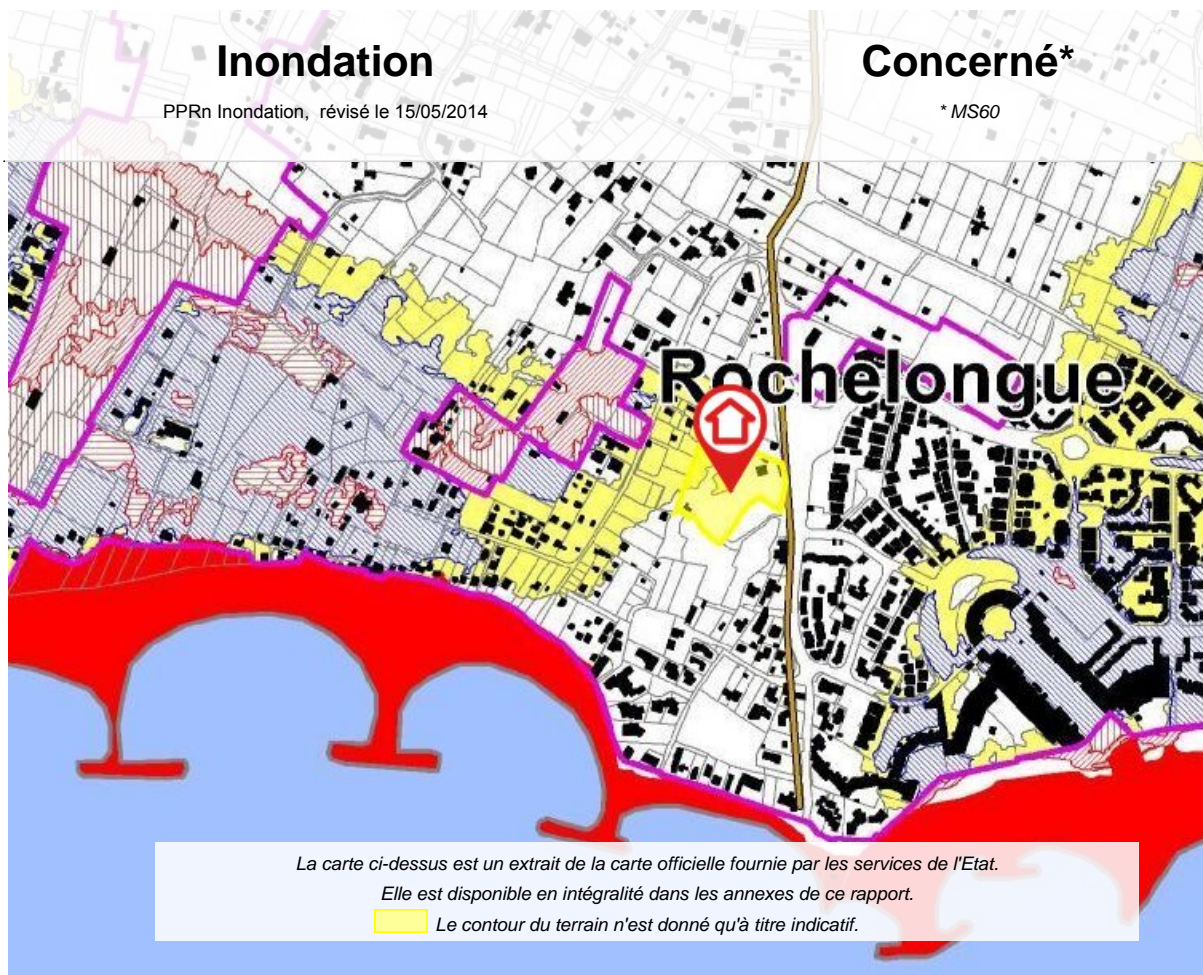 Inondation
Concerné*
PPRn Inondation, révisé le 15/05/2014
* MS60
Rochelongue
La carte ci-dessus est un extrait de la carte officielle fournie par les services de l'Etat.
Elle est disponible en intégralité dans les annexes de ce rapport.
Le contour du terrain n'est donné qu'à titre indicatif.